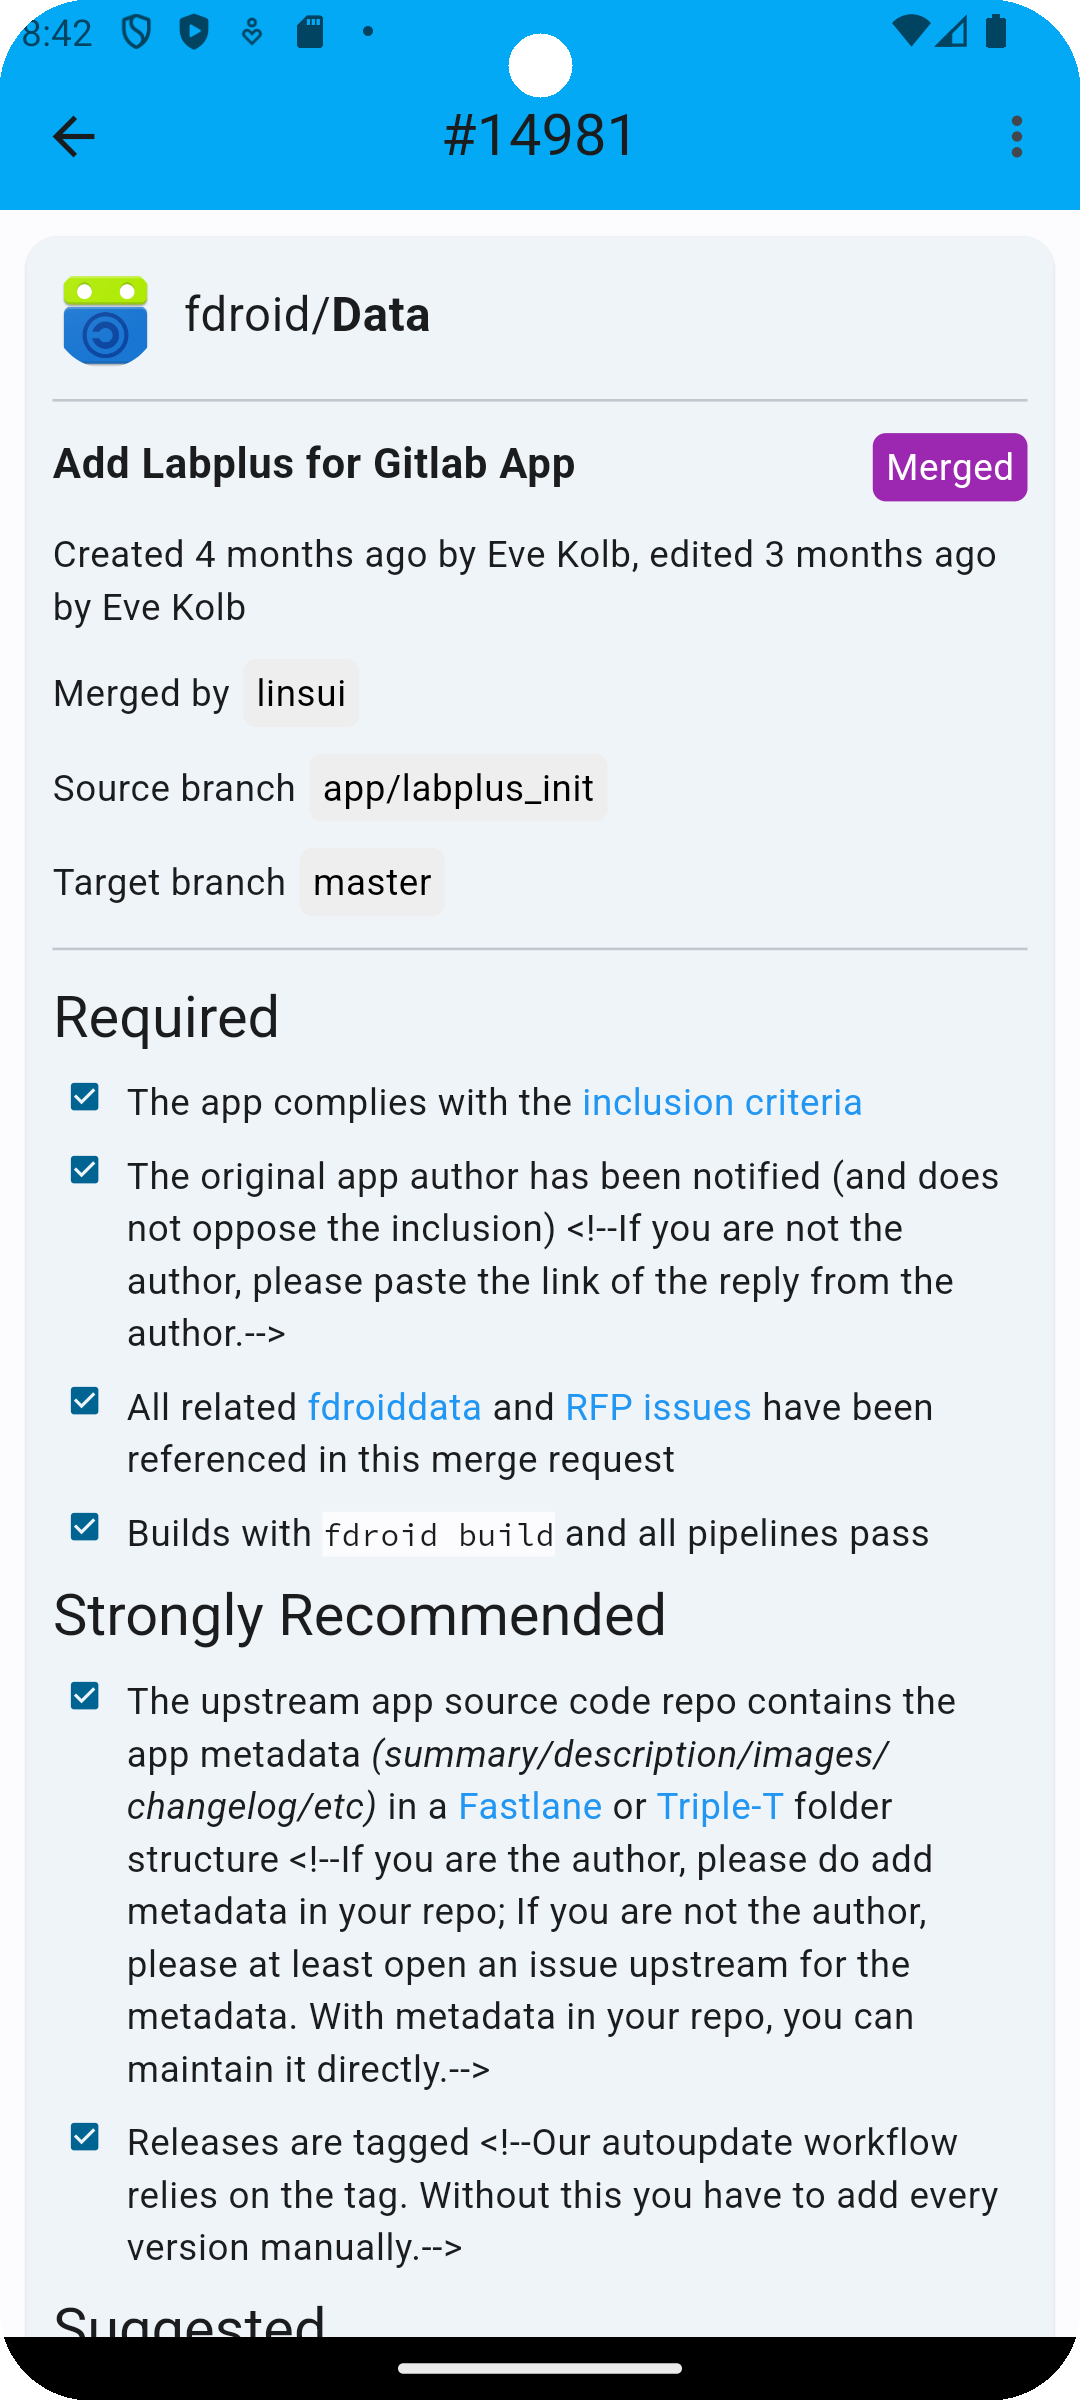 8:42
#14981
fdroid/Data
Add Labplus for Gitlab App
Merged
Created 4 months ago by Eve Kolb, edited 3 months ago
by Eve Kolb
Merged by linsui
Source branch app/labplus_init
Target branch master
Required
The app complies with the inclusion criteria
The original app author has been notified (and does
not oppose the inclusion) <!--If you are not the
author, please paste the link of the reply from the
author.-->
All related fdroiddata and RFP issues have been
referenced in this merge request
Builds with fdroid build and all pipelines pass
Strongly Recommended
The upstream app source code repo contains the
app metadata (summary/description/images/
changelog/etc) in a Fastlane or Triple-T folder
structure <!--If you are the author, please do add
metadata in your repo; If you are not the author,
please at least open an issue upstream for the
metadata. With metadata in your repo, you can
maintain it directly.-->
Releases are tagged <!--Our autoupdate workflow
relies on the tag. Without this you have to add every
version manually.-->
Suggested